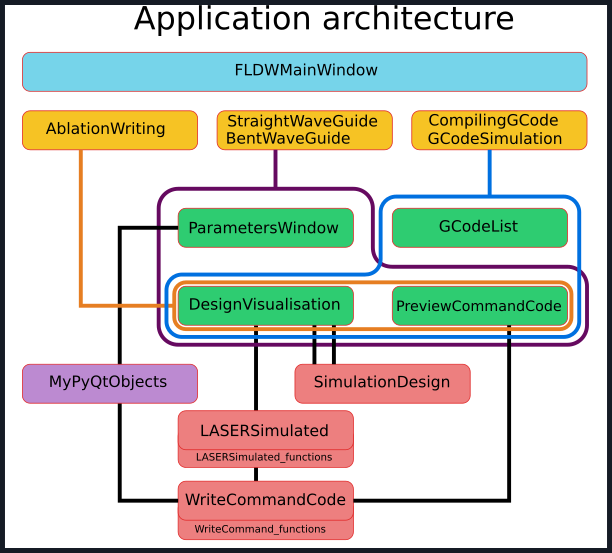 Application architecture
FLDWMainWindow
AblationWriting
StraightWaveGuide
BentWaveGuide
CompilingGCode
GCodeSimulation
ParametersWindow
GCodeList
DesignVisualisation
PreviewCommandCode
MyPyQtObjects
SimulationDesign
LASERSimulated
LASERSimulated_functions
WriteCommandCode
WriteCommand_functions